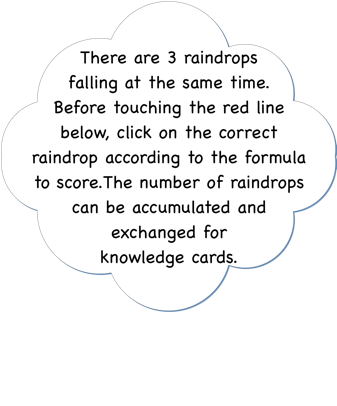 There are 3 raindrops
falling at the same time.
Before touching the red line
below, click on the correct
raindrop according to the formula
to score.The number of raindrops
can be accumulated and
exchanged for
knowledge cards.